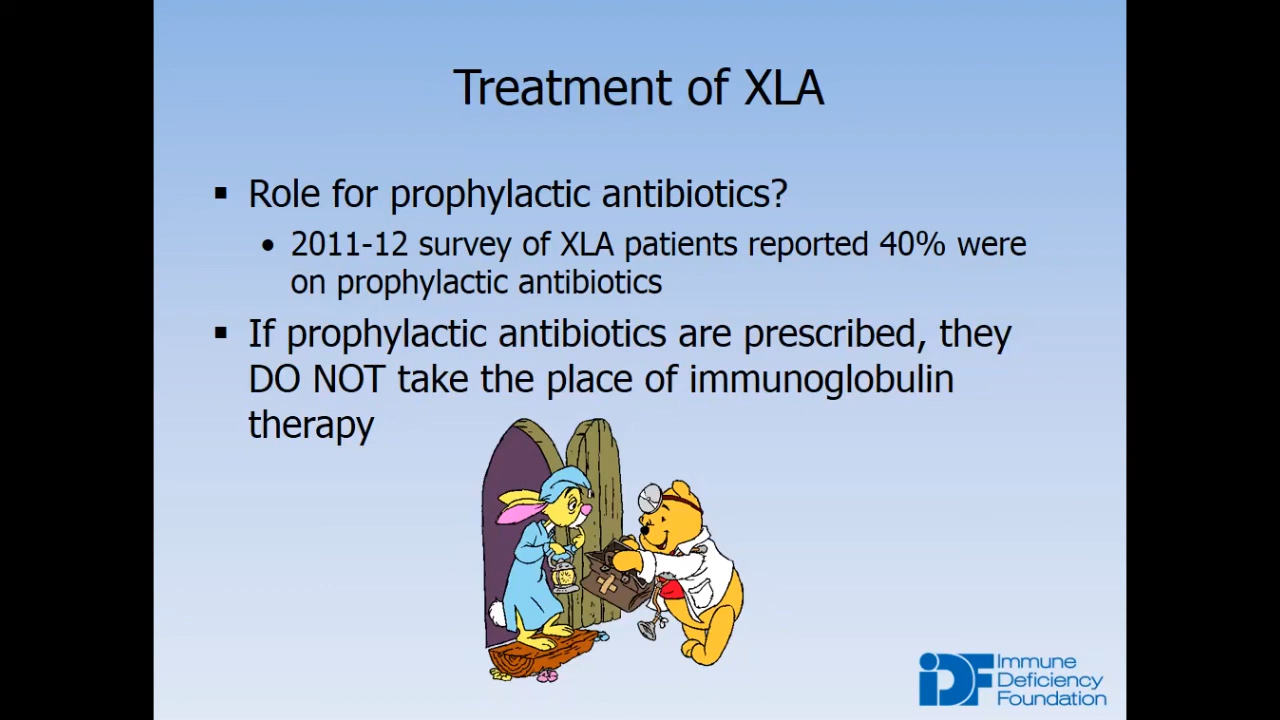 Treatment of XLA
▪ Role for prophylactic antibiotics?
• 2011-12 survey of XLA patients reported 40% were
on prophylactic antibiotics
▪ If prophylactic antibiotics are prescribed, they
DO NOT take the place of immunoglobulin
therapy
IDF Immune
Deficiency
Foundation